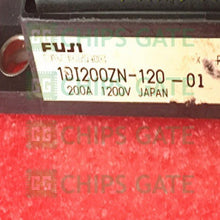 FUJI
1DI200ZN-120-01
200A 1200V JAPAN
CHIPS GATE
CHIPS GATE